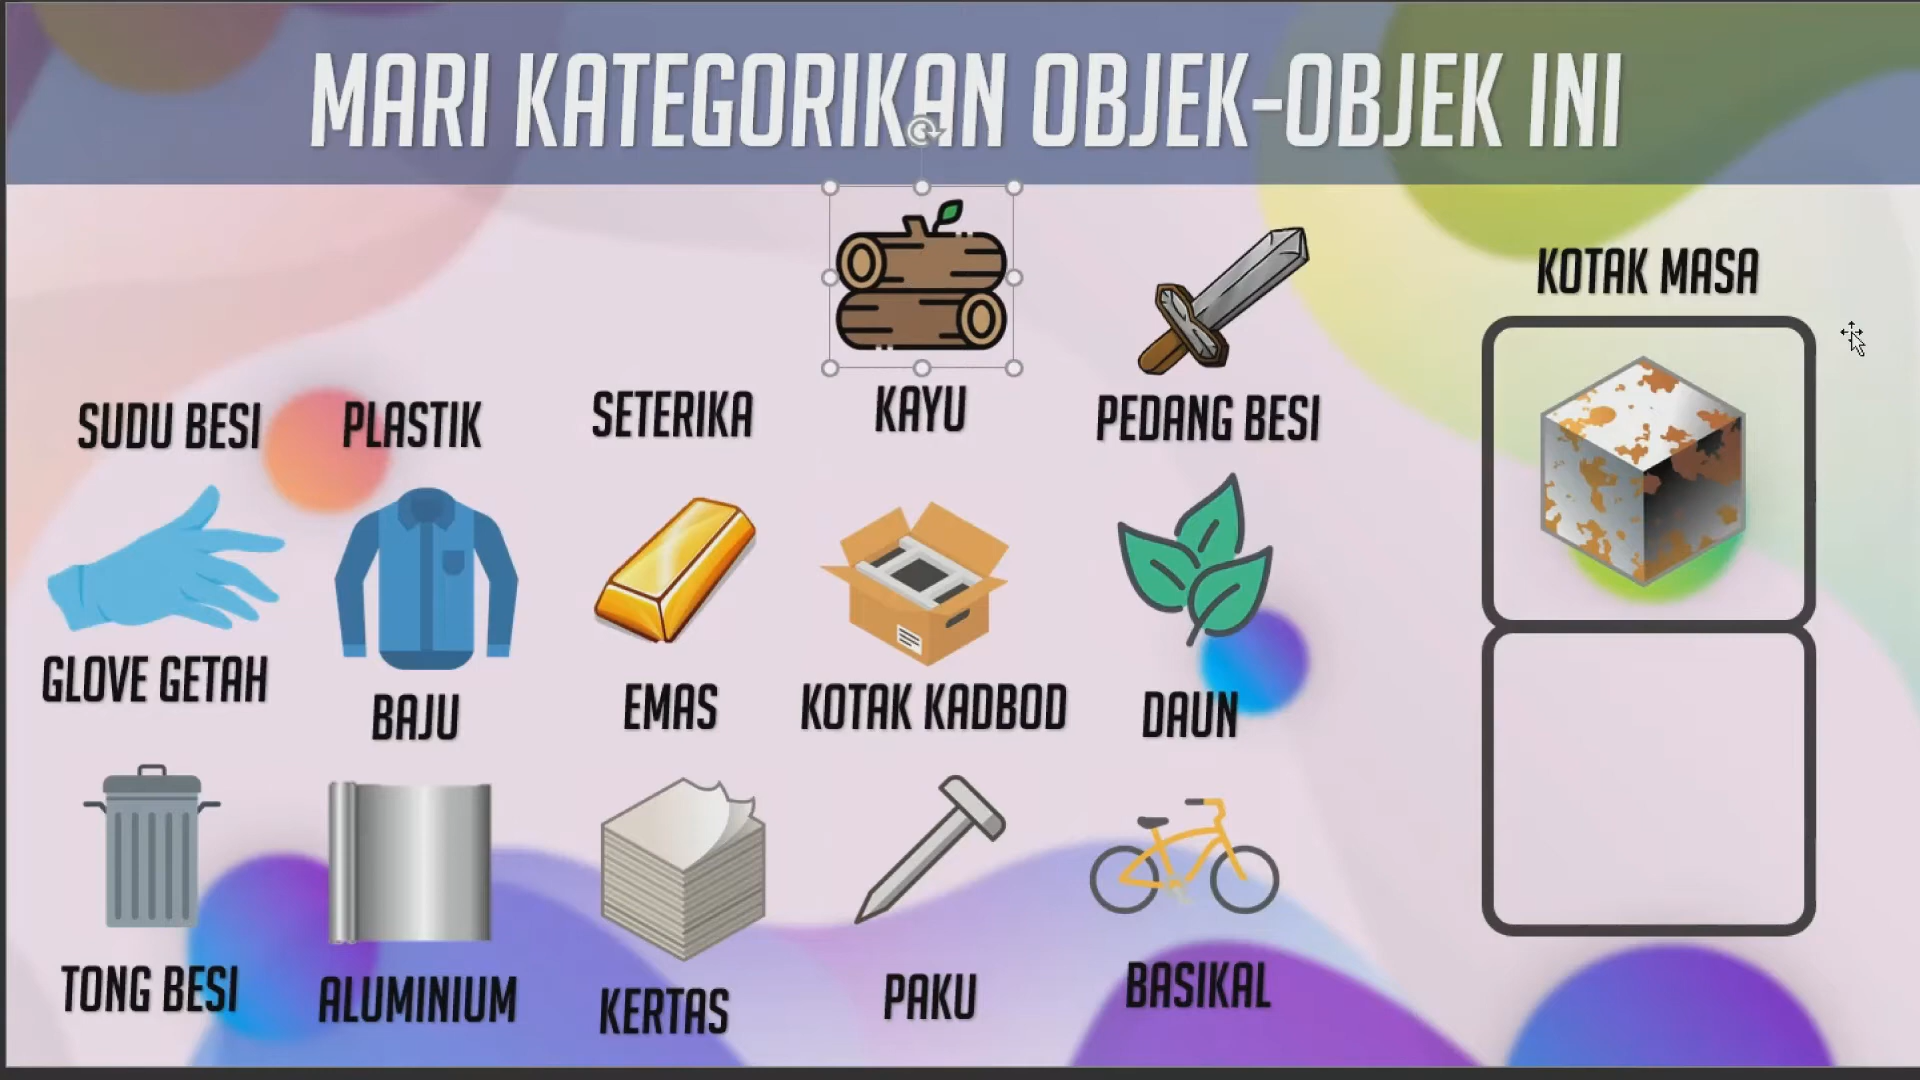 MARI KATEGORIKAN OBJEK-OBJEK INI
KOTAK MASA
SUDU BESI
PLASTIK
SETERIKA
KAYU
PEDANG BESI
GLOVE GETAH
BAJU
EMAS
KOTAK KADBOD
DAUN
TONG BESI
ALUMINIUM
KERTAS
PAKU
BASIKAL